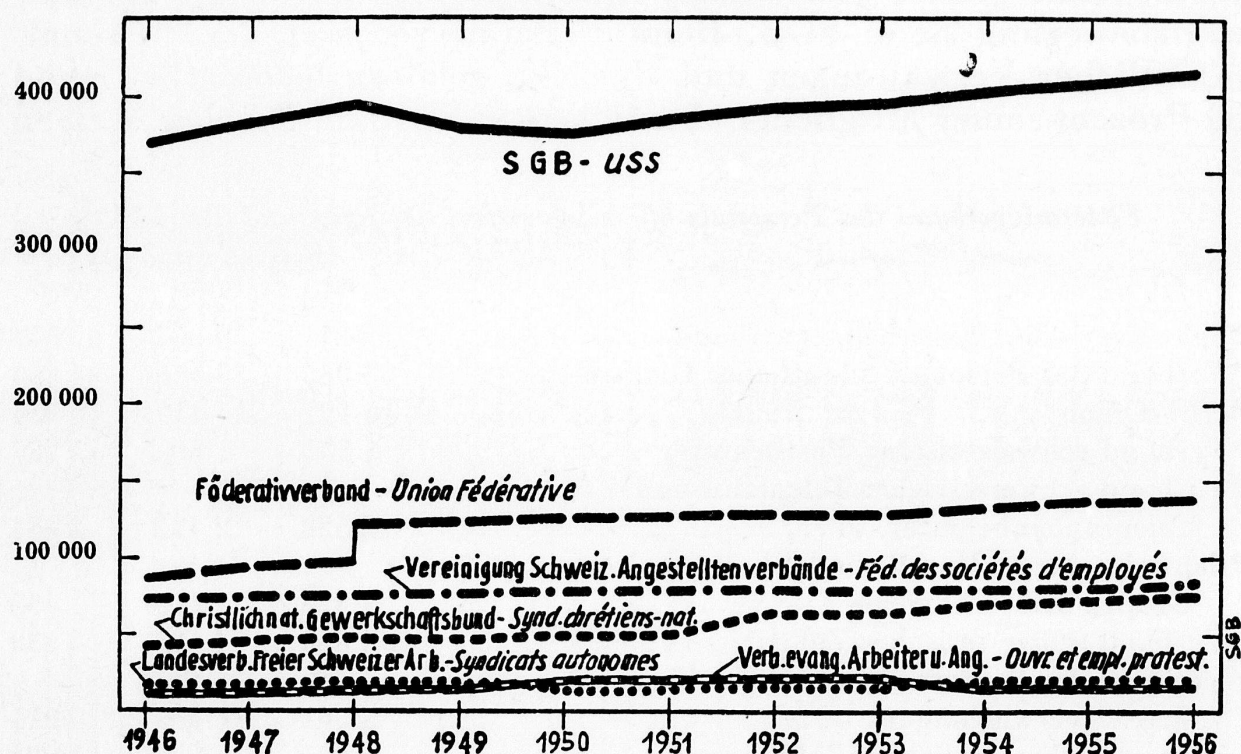 400 000
SGB - USS
300 000
200 000
Föderativverband - Union Fédérative
100 000
Vereinigung Schweiz. Angestelltenverbände - Féd. des sociétés d'employés
Christlichnat. Gewerkschaftsbund - Synd. chrétiens-nat.
Landesverb. Freier Schweizer Arb. - Syndicats autonomes
Verb. evang. Arbeiter u. Ang. - Ouvr. et empl. protest.
SGB
1946 1947 1948 1949 1950 1951 1952 1953 1954 1955 1956